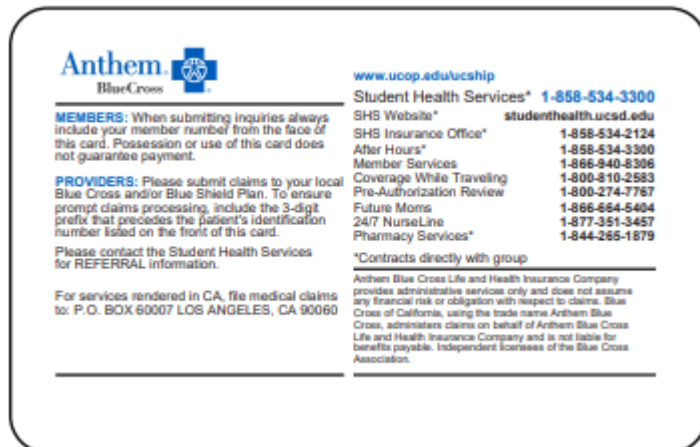 Anthem.
BlueCross
MEMBERS: When submitting inquiries always
include your member number from the face of
this card. Possession or use of this card does
not guarantee payment.
PROVIDERS: Please submit claims to your local
Blue Cross and/or Blue Shield Plan. To ensure
prompt claims processing, include the 3-digit
prefix that precedes the patient's identification
number listed on the front of this card.
Please contact the Student Health Services
for REFERRAL information.
For services rendered in CA, file medical claims
to: P.O. BOX 60007 LOS ANGELES, CA 90060
www.ucop.edu/ucship
Student Health Services* 1-858-534-3300
SHS Website* studenthealth.ucsd.edu
SHS Insurance Office* 1-858-534-2124
After Hours* 1-858-534-3300
Member Services 1-866-940-8306
Coverage While Traveling 1-800-810-2583
Pre-Authorization Review 1-800-274-7767
Future Moms 1-866-664-5404
24/7 NurseLine 1-877-351-3457
Pharmacy Services* 1-844-265-1879
*Contracts directly with group
Anthem Blue Cross Life and Health Insurance Company
provides administrative services only and does not assume
any financial risk or obligation with respect to claims. Blue
Cross of California, using the trade name Anthem Blue
Cross, administers claims on behalf of Anthem Blue Cross
Life and Health Insurance Company and is not liable for
benefits payable. Independent licensees of the Blue Cross
Association.